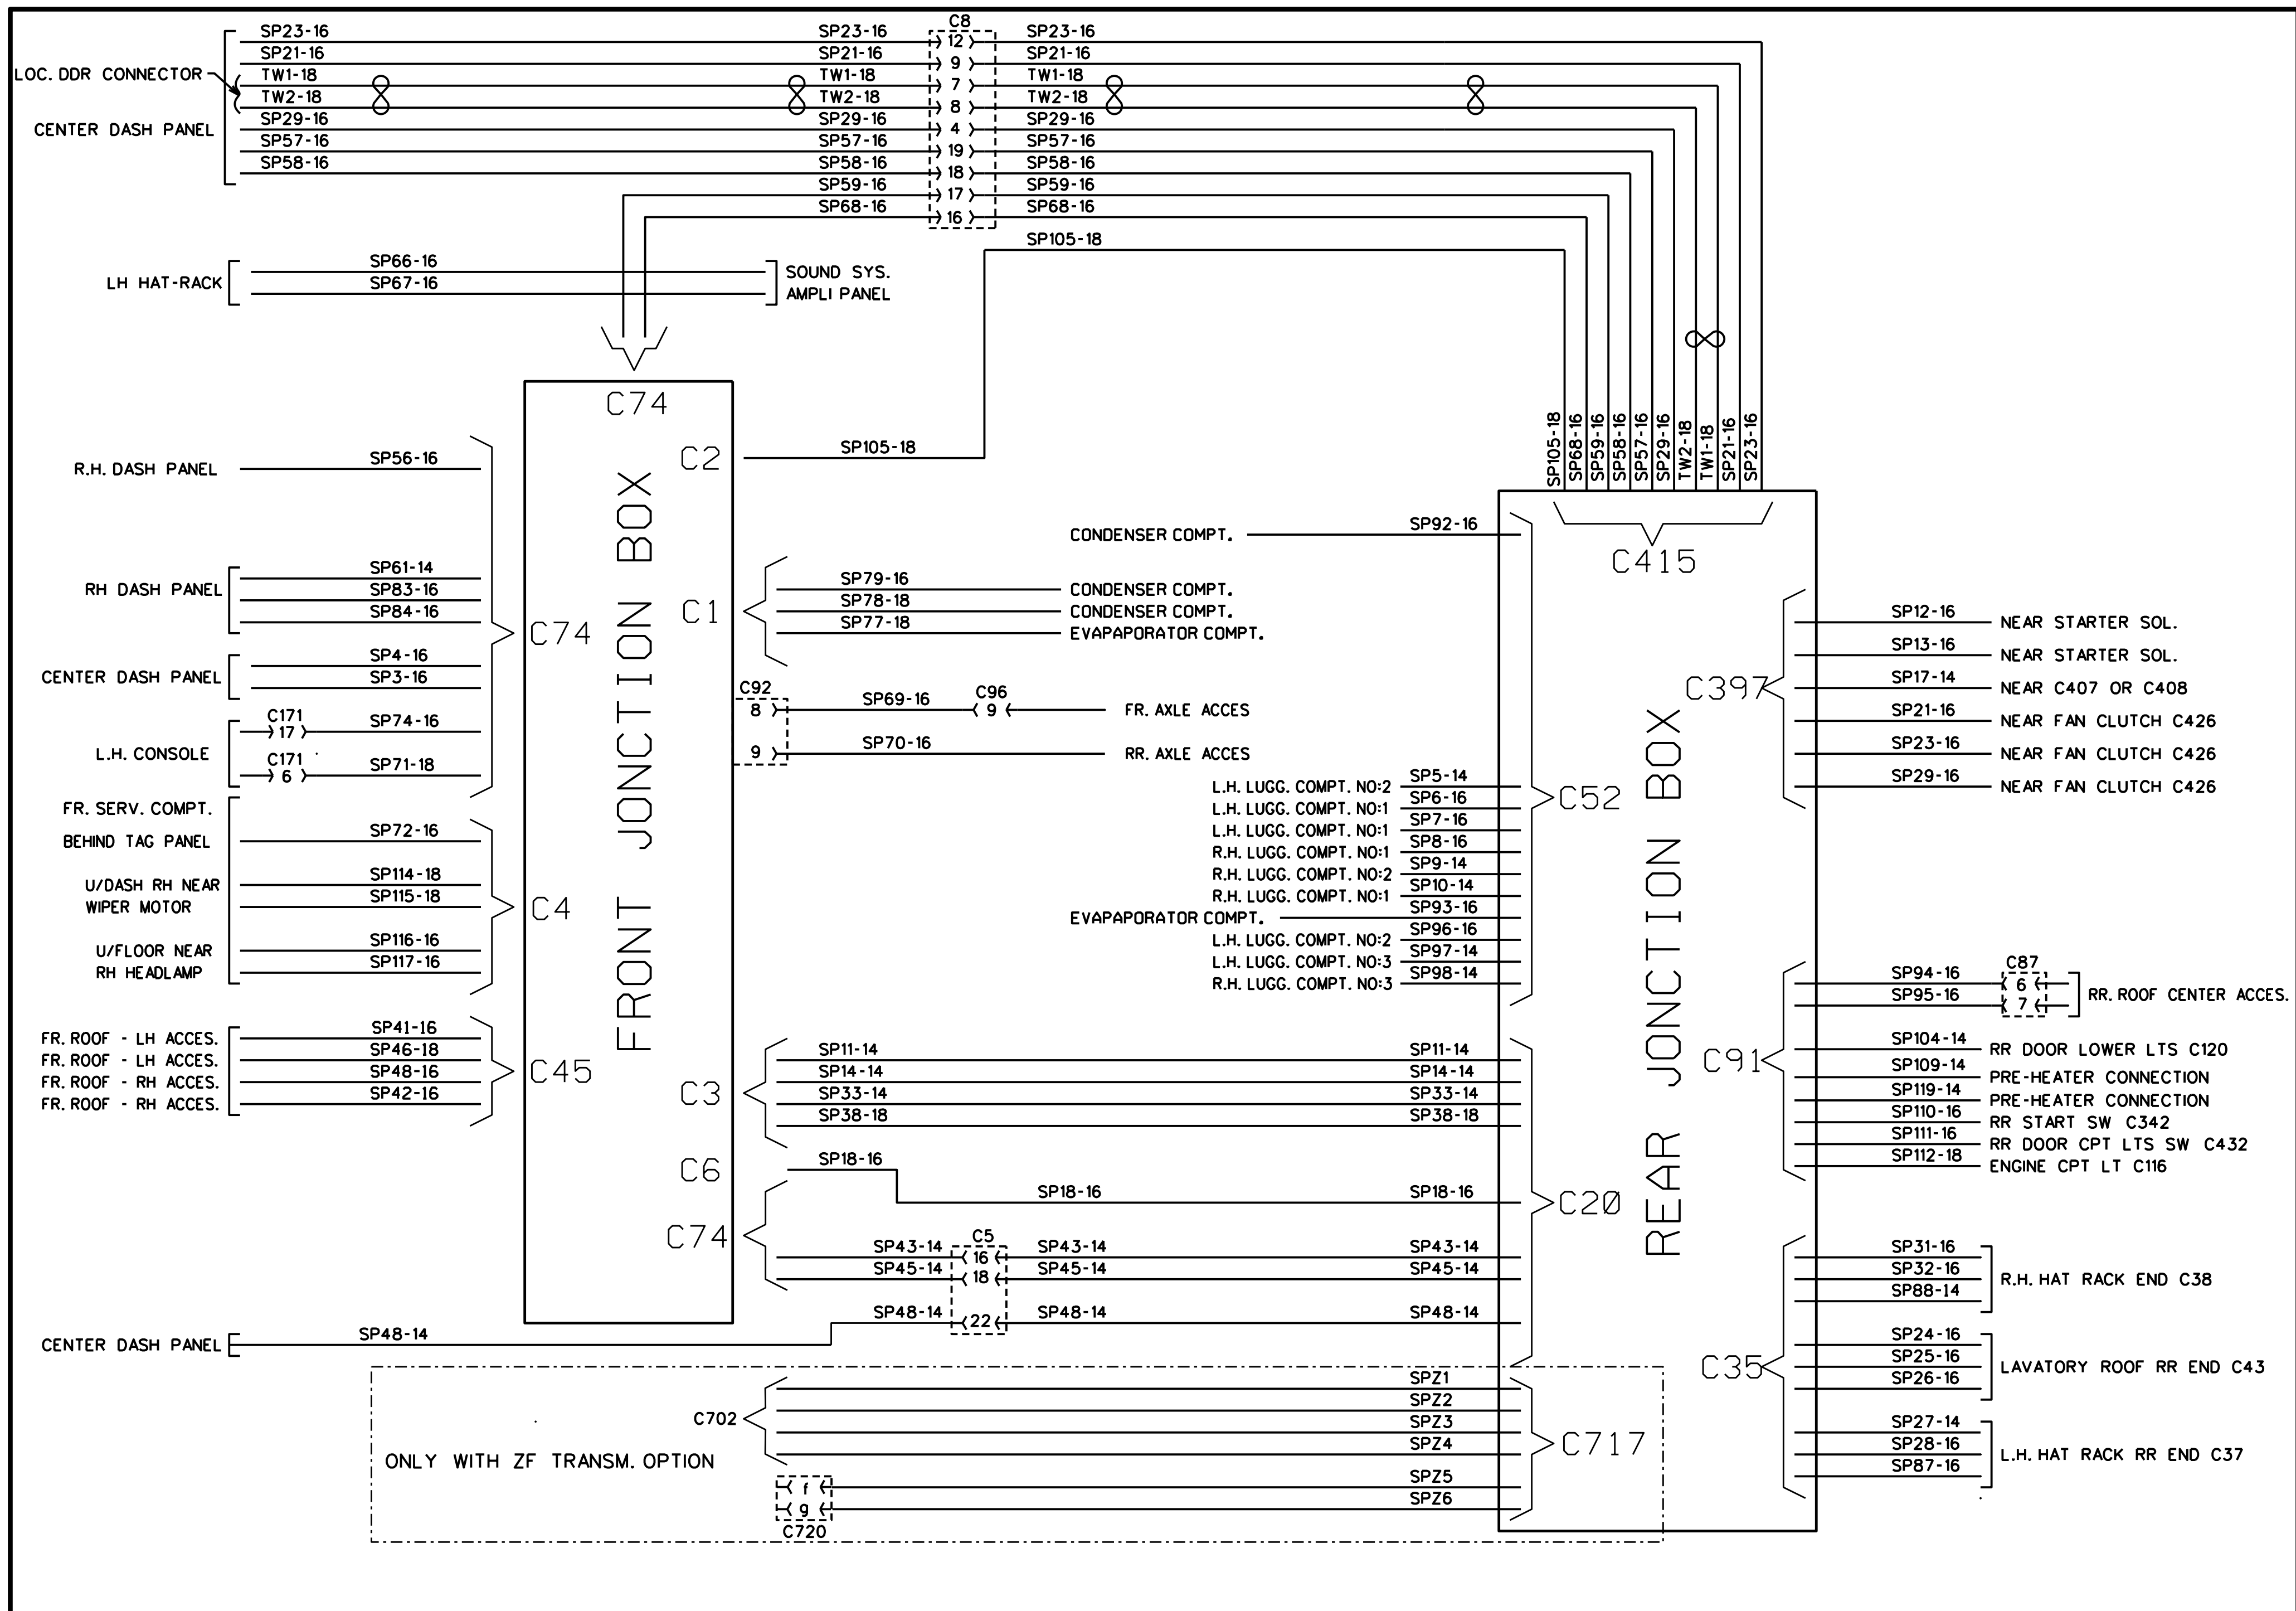 C8
SP23-16 SP23-16 12 SP23-16
SP21-16 SP21-16 9 SP21-16
LOC. DDR CONNECTOR
TW1-18 TW1-18 7 TW1-18
TW2-18 TW2-18 8 TW2-18
CENTER DASH PANEL
SP29-16 SP29-16 4 SP29-16
SP57-16 SP57-16 19 SP57-16
SP58-16 SP58-16 18 SP58-16
SP59-16 17 SP59-16
SP68-16 16 SP68-16
SP105-18
LH HAT-RACK
SP66-16
SP67-16
SOUND SYS.
AMPLI PANEL
C74
FRONT JONCTION BOX
R.H. DASH PANEL
SP56-16
RH DASH PANEL
SP61-14
SP83-16
SP84-16
C74
CENTER DASH PANEL
SP4-16
SP3-16
L.H. CONSOLE
C171
17
SP74-16
C171
6
SP71-18
FR. SERV. COMPT.
BEHIND TAG PANEL
SP72-16
U/DASH RH NEAR
WIPER MOTOR
SP114-18
SP115-18
C4
U/FLOOR NEAR
RH HEADLAMP
SP116-16
SP117-16
FR. ROOF - LH ACCES. SP41-16
FR. ROOF - LH ACCES. SP46-18
FR. ROOF - RH ACCES. SP48-16
FR. ROOF - RH ACCES. SP42-16
C45
C2
SP105-18
C1
SP79-16 CONDENSER COMPT.
SP78-18 CONDENSER COMPT.
SP77-18 EVAPAPORATOR COMPT.
C92
8 SP69-16
C96
9
FR. AXLE ACCES
9 SP70-16 RR. AXLE ACCES
C3
SP11-14 SP11-14
SP14-14 SP14-14
SP33-14 SP33-14
SP38-18 SP38-18
C6
SP18-16 SP18-16 SP18-16
C74
C5
SP43-14 16 SP43-14 SP43-14
SP45-14 18 SP45-14 SP45-14
SP48-14 22 SP48-14 SP48-14
CENTER DASH PANEL SP48-14
C20
ONLY WITH ZF TRANSM. OPTION
C702
SPZ1
SPZ2
SPZ3
SPZ4
f SPZ5
g SPZ6
C720
C717
SP105-18
SP68-16
SP59-16
SP58-16
SP57-16
SP29-16
TW2-18
TW1-18
SP21-16
SP23-16
C415
REAR JONCTION BOX
CONDENSER COMPT. SP92-16
L.H. LUGG. COMPT. NO:2 SP5-14
L.H. LUGG. COMPT. NO:1 SP6-16
L.H. LUGG. COMPT. NO:1 SP7-16
R.H. LUGG. COMPT. NO:1 SP8-16
R.H. LUGG. COMPT. NO:2 SP9-14
R.H. LUGG. COMPT. NO:1 SP10-14
EVAPAPORATOR COMPT. SP93-16
L.H. LUGG. COMPT. NO:2 SP96-16
L.H. LUGG. COMPT. NO:3 SP97-14
R.H. LUGG. COMPT. NO:3 SP98-14
C52
C397
SP12-16 NEAR STARTER SOL.
SP13-16 NEAR STARTER SOL.
SP17-14 NEAR C407 OR C408
SP21-16 NEAR FAN CLUTCH C426
SP23-16 NEAR FAN CLUTCH C426
SP29-16 NEAR FAN CLUTCH C426
C91
C87
SP94-16 6
SP95-16 7
RR. ROOF CENTER ACCES.
SP104-14 RR DOOR LOWER LTS C120
SP109-14 PRE-HEATER CONNECTION
SP119-14 PRE-HEATER CONNECTION
SP110-16 RR START SW C342
SP111-16 RR DOOR CPT LTS SW C432
SP112-18 ENGINE CPT LT C116
C35
SP31-16
SP32-16
SP88-14
R.H. HAT RACK END C38
SP24-16
SP25-16
SP26-16
LAVATORY ROOF RR END C43
SP27-14
SP28-16
SP87-16
L.H. HAT RACK RR END C37